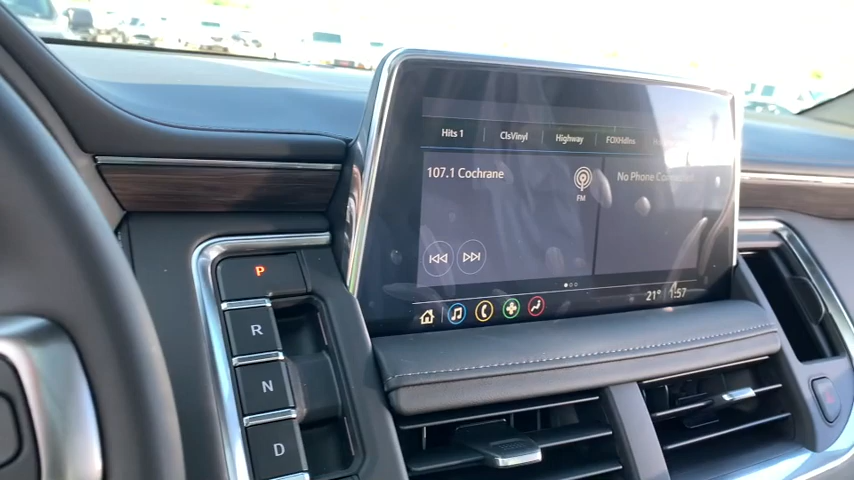 Hits 1 ClsVinyl Highway FOXHdlns
107.1 Cochrane
FM
No Phone Connected
21° 1:57
P
R
N
D